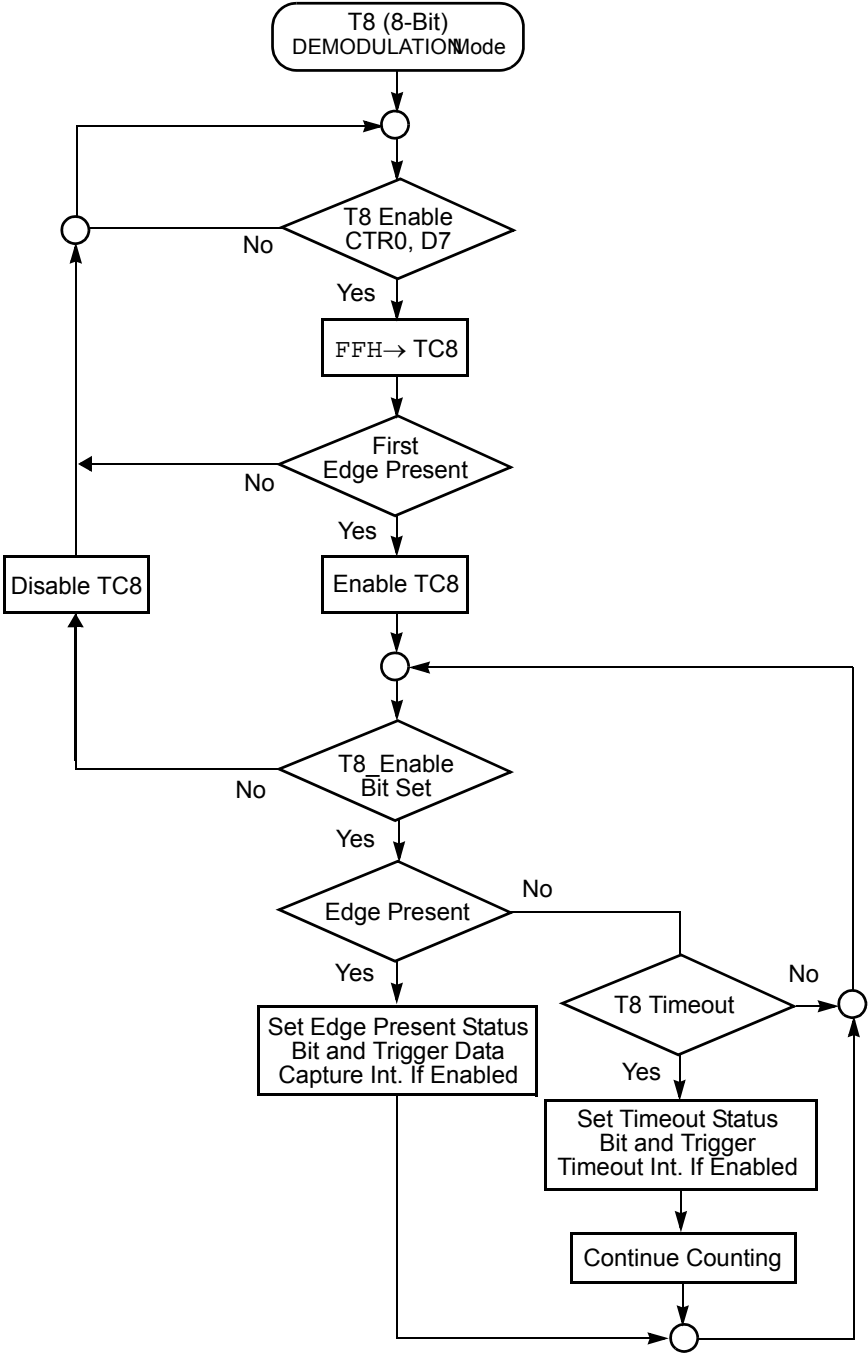 T8 (8-Bit)
DEMODULATION Mode
T8 Enable
CTR0, D7
No
Yes
FFH→ TC8
First
Edge Present
No
Yes
Disable TC8
Enable TC8
T8_Enable
Bit Set
No
Yes
Edge Present
No
Yes
T8 Timeout
No
Set Edge Present Status
Bit and Trigger Data
Capture Int. If Enabled
Yes
Set Timeout Status
Bit and Trigger
Timeout Int. If Enabled
Continue Counting